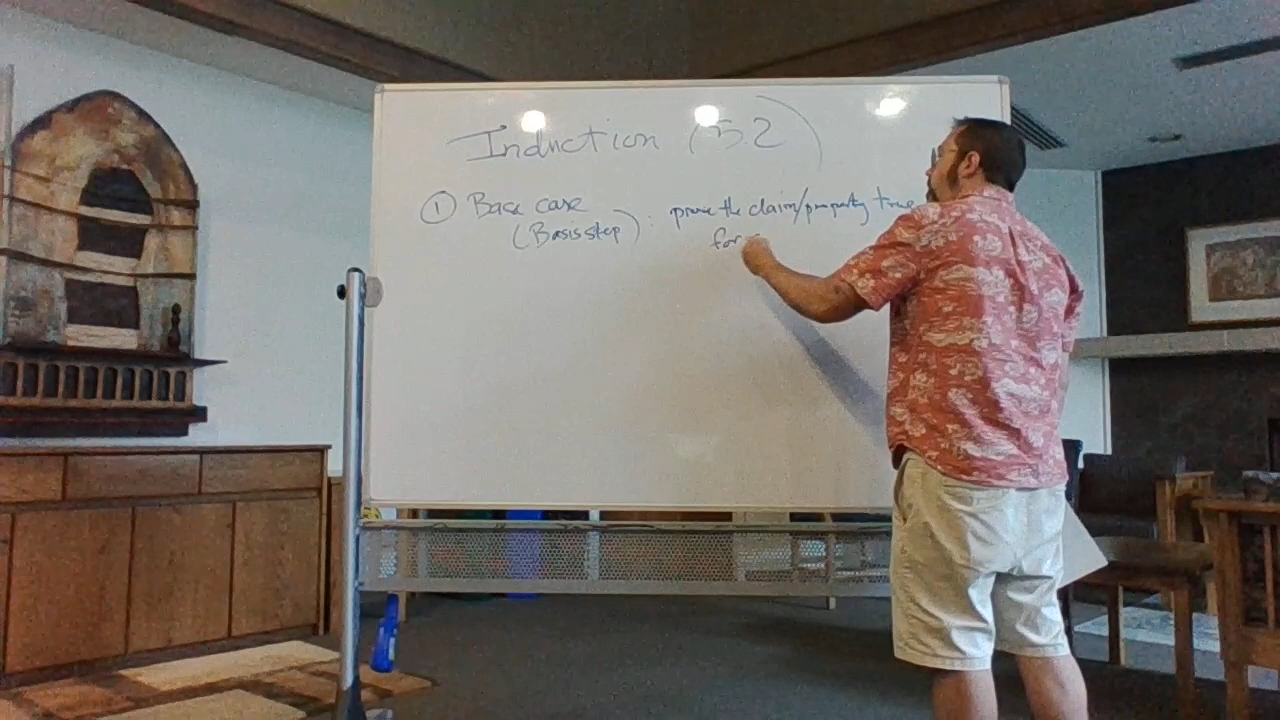 Induction (5.2)
① Base case
(Basis step) : prove the claim/property true
for